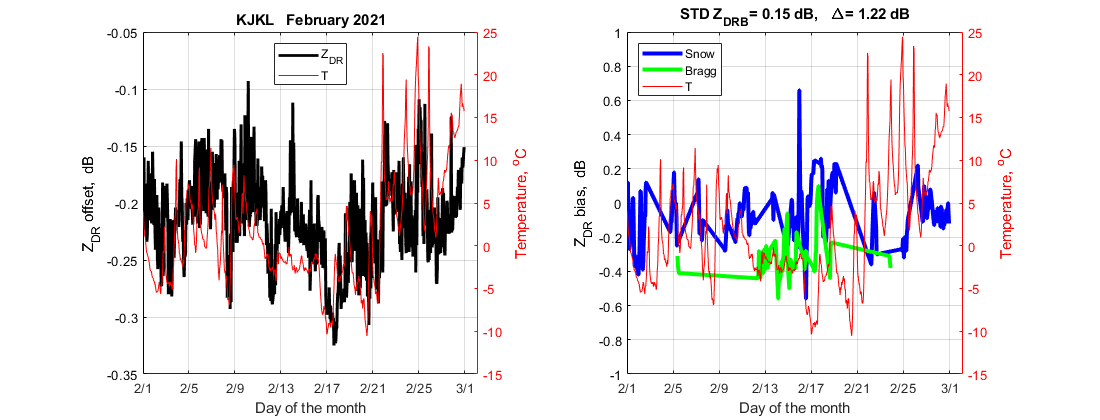 KJKL February 2021
Z_DR offset, dB
-0.05
-0.1
-0.15
-0.2
-0.25
-0.3
-0.35
Z_DR
T
25
20
15
10
5
0
-5
-10
-15
Temperature, °C
2/1 2/5 2/9 2/13 2/17 2/21 2/25 3/1
Day of the month
STD Z_DRB = 0.15 dB, Δ = 1.22 dB
Z_DR bias, dB
1
0.8
0.6
0.4
0.2
0
-0.2
-0.4
-0.6
-0.8
-1
Snow
Bragg
T
25
20
15
10
5
0
-5
-10
-15
Temperature, °C
2/1 2/5 2/9 2/13 2/17 2/21 2/25 3/1
Day of the month